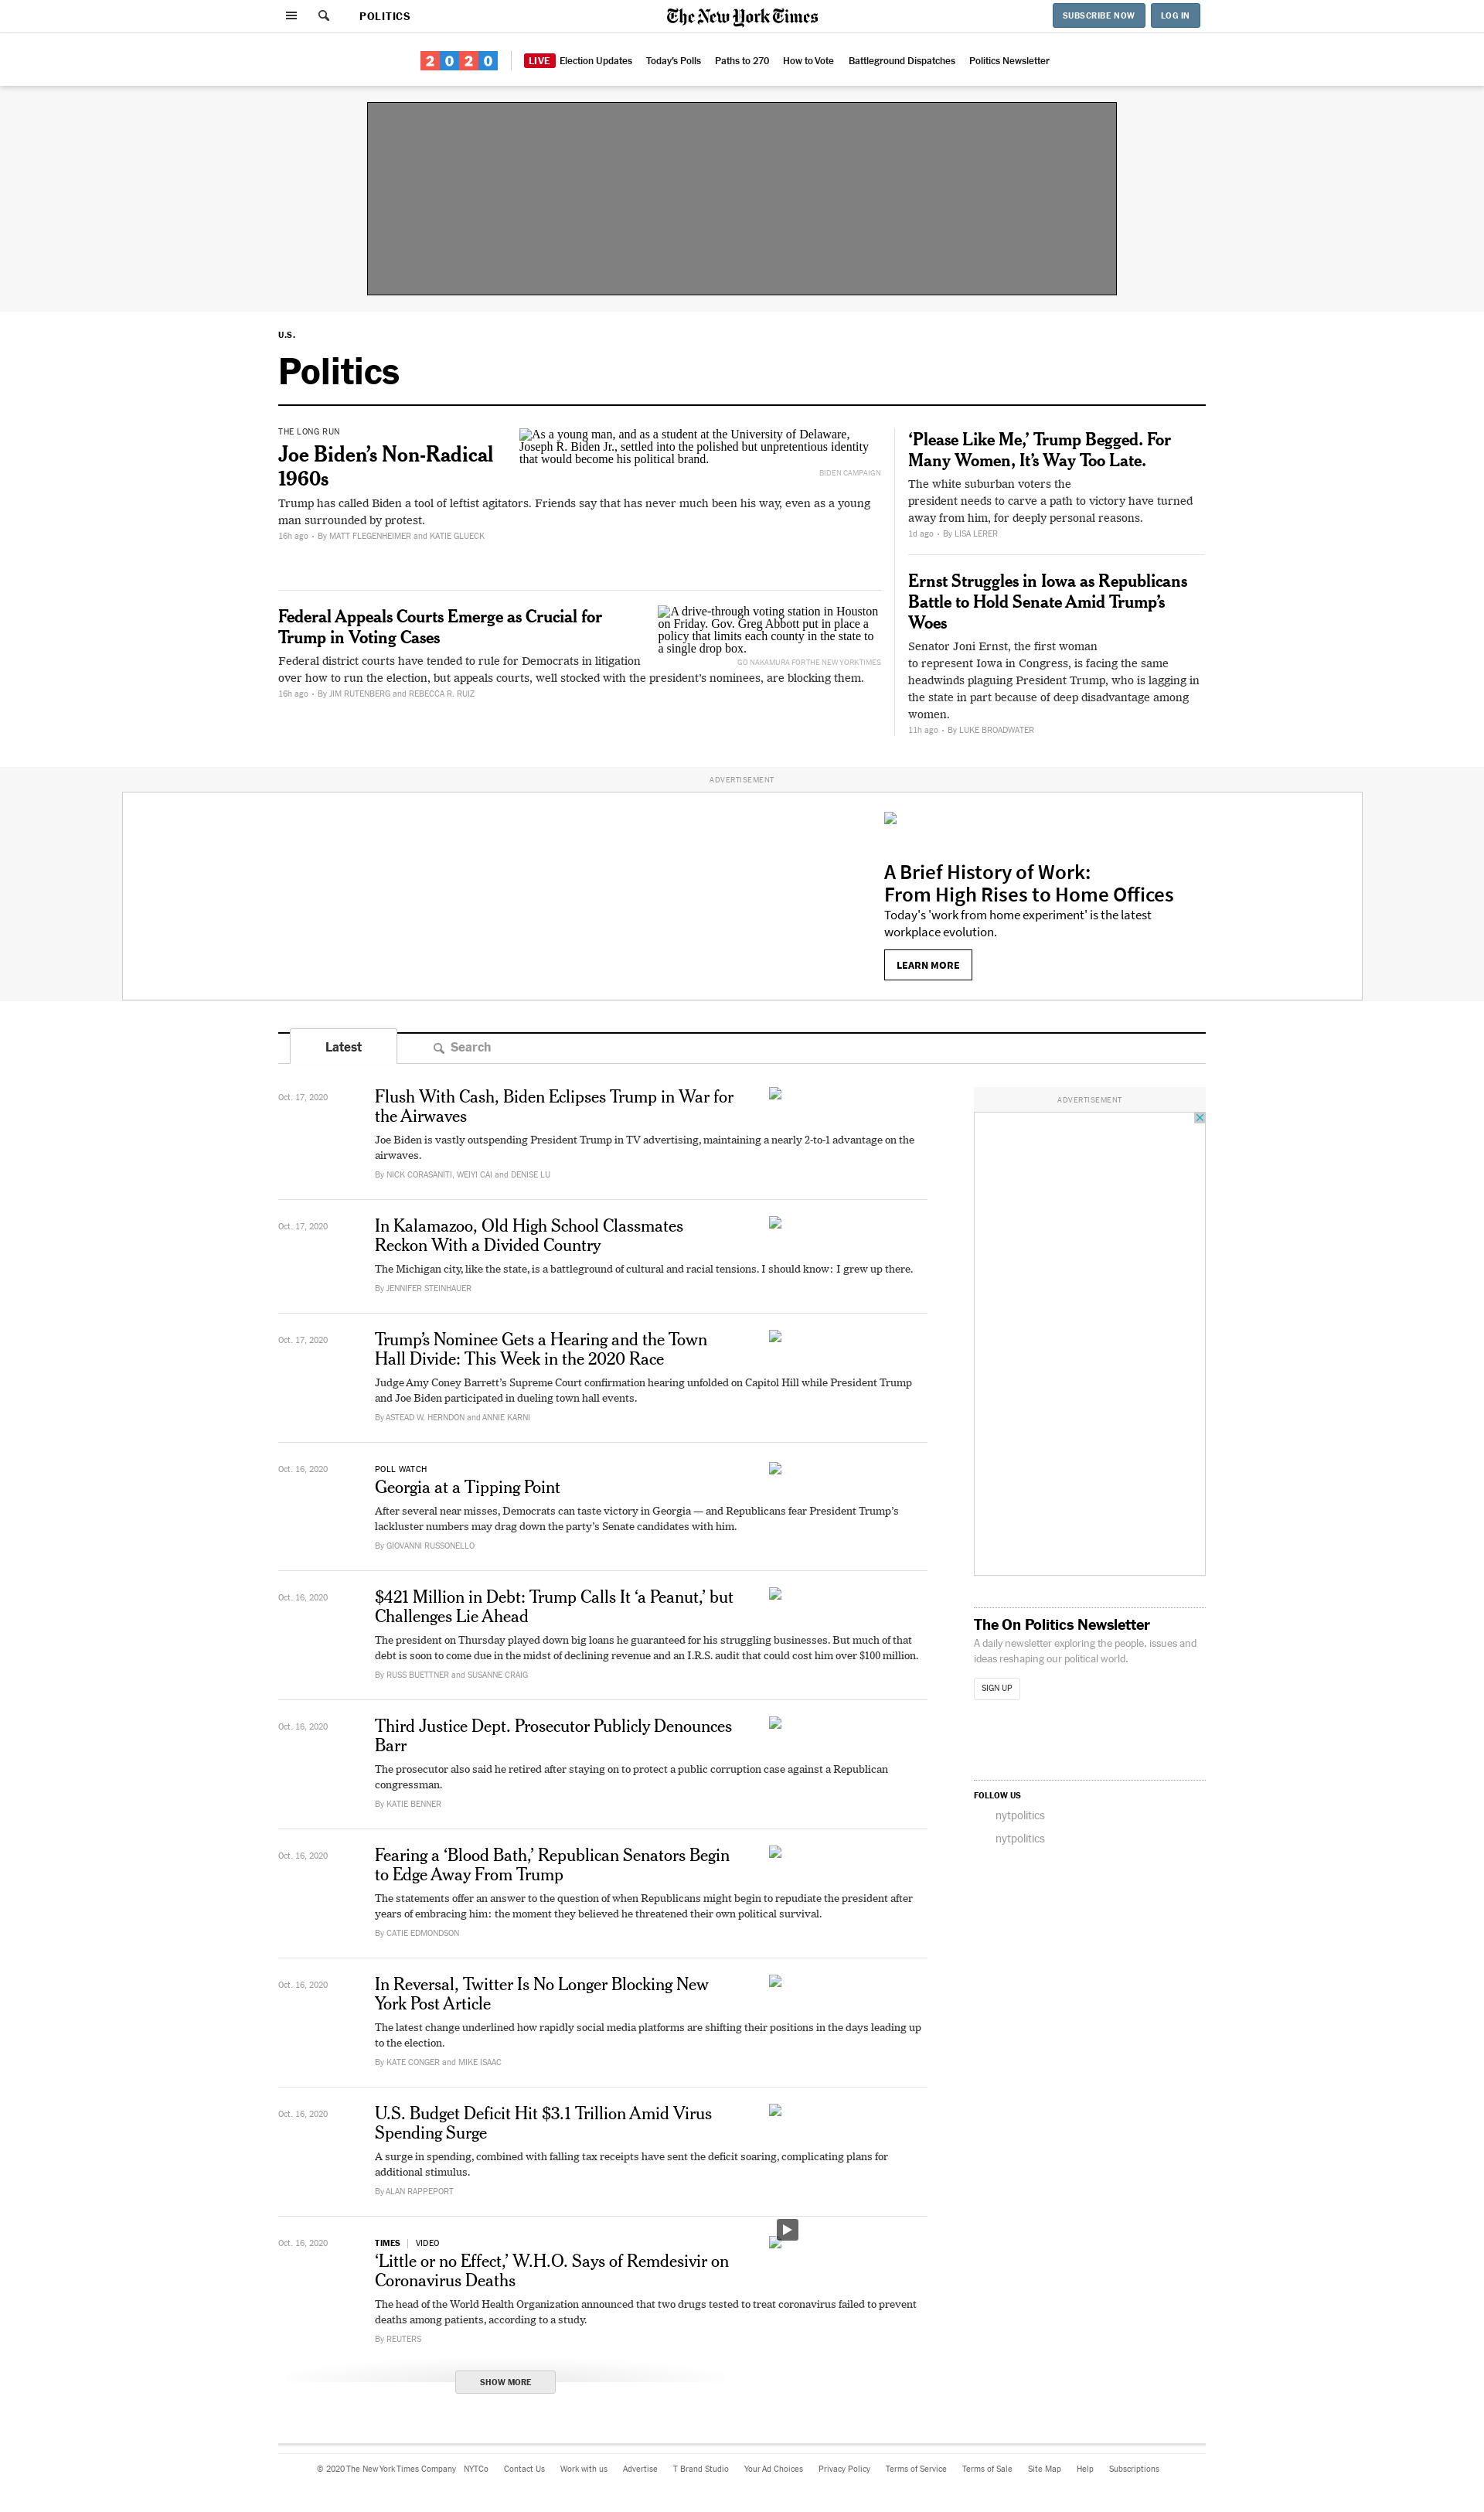 POLITICS
The New York Times
SUBSCRIBE NOW
LOG IN
2020
LIVE Election Updates
Today's Polls
Paths to 270
How to Vote
Battleground Dispatches
Politics Newsletter
U.S.
Politics
THE LONG RUN
Joe Biden’s Non-Radical
1960s
As a young man, and as a student at the University of Delaware,
Joseph R. Biden Jr., settled into the polished but unpretentious identity
that would become his political brand.
BIDEN CAMPAIGN
Trump has called Biden a tool of leftist agitators. Friends say that has never much been his way, even as a young
man surrounded by protest.
16h ago • By MATT FLEGENHEIMER and KATIE GLUECK
Federal Appeals Courts Emerge as Crucial for
Trump in Voting Cases
A drive-through voting station in Houston
on Friday. Gov. Greg Abbott put in place a
policy that limits each county in the state to
a single drop box.
GO NAKAMURA FOR THE NEW YORK TIMES
Federal district courts have tended to rule for Democrats in litigation
over how to run the election, but appeals courts, well stocked with the president’s nominees, are blocking them.
16h ago • By JIM RUTENBERG and REBECCA R. RUIZ
‘Please Like Me,’ Trump Begged. For
Many Women, It’s Way Too Late.
The white suburban voters the
president needs to carve a path to victory have turned
away from him, for deeply personal reasons.
1d ago • By LISA LERER
Ernst Struggles in Iowa as Republicans
Battle to Hold Senate Amid Trump’s
Woes
Senator Joni Ernst, the first woman
to represent Iowa in Congress, is facing the same
headwinds plaguing President Trump, who is lagging in
the state in part because of deep disadvantage among
women.
11h ago • By LUKE BROADWATER
ADVERTISEMENT
A Brief History of Work:
From High Rises to Home Offices
Today's 'work from home experiment' is the latest
workplace evolution.
LEARN MORE
Latest
Search
Oct. 17, 2020
Flush With Cash, Biden Eclipses Trump in War for
the Airwaves
Joe Biden is vastly outspending President Trump in TV advertising, maintaining a nearly 2-to-1 advantage on the
airwaves.
By NICK CORASANITI, WEIYI CAI and DENISE LU
Oct. 17, 2020
In Kalamazoo, Old High School Classmates
Reckon With a Divided Country
The Michigan city, like the state, is a battleground of cultural and racial tensions. I should know: I grew up there.
By JENNIFER STEINHAUER
Oct. 17, 2020
Trump’s Nominee Gets a Hearing and the Town
Hall Divide: This Week in the 2020 Race
Judge Amy Coney Barrett’s Supreme Court confirmation hearing unfolded on Capitol Hill while President Trump
and Joe Biden participated in dueling town hall events.
By ASTEAD W. HERNDON and ANNIE KARNI
Oct. 16, 2020
POLL WATCH
Georgia at a Tipping Point
After several near misses, Democrats can taste victory in Georgia — and Republicans fear President Trump’s
lackluster numbers may drag down the party’s Senate candidates with him.
By GIOVANNI RUSSONELLO
Oct. 16, 2020
$421 Million in Debt: Trump Calls It ‘a Peanut,’ but
Challenges Lie Ahead
The president on Thursday played down big loans he guaranteed for his struggling businesses. But much of that
debt is soon to come due in the midst of declining revenue and an I.R.S. audit that could cost him over $100 million.
By RUSS BUETTNER and SUSANNE CRAIG
Oct. 16, 2020
Third Justice Dept. Prosecutor Publicly Denounces
Barr
The prosecutor also said he retired after staying on to protect a public corruption case against a Republican
congressman.
By KATIE BENNER
Oct. 16, 2020
Fearing a ‘Blood Bath,’ Republican Senators Begin
to Edge Away From Trump
The statements offer an answer to the question of when Republicans might begin to repudiate the president after
years of embracing him: the moment they believed he threatened their own political survival.
By CATIE EDMONDSON
Oct. 16, 2020
In Reversal, Twitter Is No Longer Blocking New
York Post Article
The latest change underlined how rapidly social media platforms are shifting their positions in the days leading up
to the election.
By KATE CONGER and MIKE ISAAC
Oct. 16, 2020
U.S. Budget Deficit Hit $3.1 Trillion Amid Virus
Spending Surge
A surge in spending, combined with falling tax receipts have sent the deficit soaring, complicating plans for
additional stimulus.
By ALAN RAPPEPORT
Oct. 16, 2020
TIMES | VIDEO
‘Little or no Effect,’ W.H.O. Says of Remdesivir on
Coronavirus Deaths
The head of the World Health Organization announced that two drugs tested to treat coronavirus failed to prevent
deaths among patients, according to a study.
By REUTERS
SHOW MORE
ADVERTISEMENT
The On Politics Newsletter
A daily newsletter exploring the people, issues and
ideas reshaping our political world.
SIGN UP
FOLLOW US
nytpolitics
nytpolitics
© 2020 The New York Times Company NYTCo Contact Us Work with us Advertise T Brand Studio Your Ad Choices Privacy Policy Terms of Service Terms of Sale Site Map Help Subscriptions